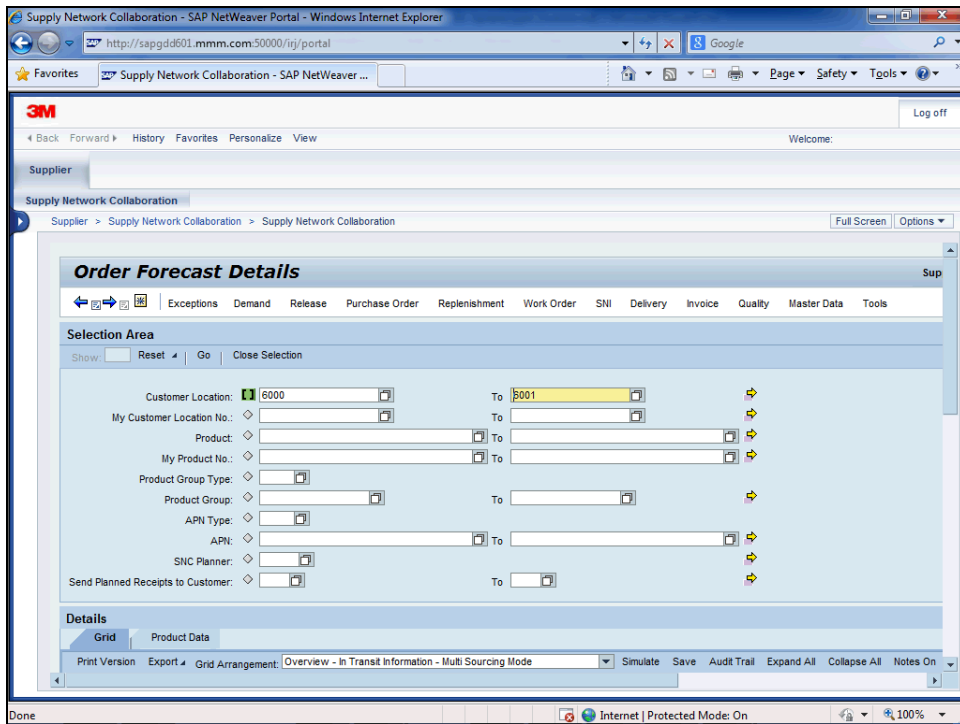 Supply Network Collaboration - SAP NetWeaver Portal - Windows Internet Explorer
http://sapgdd601.mmm.com:50000/irj/portal
Google
Favorites
Supply Network Collaboration - SAP NetWeaver ...
Page Safety Tools
3M
Log off
Back Forward History Favorites Personalize View
Welcome:
Supplier
Supply Network Collaboration
Supplier > Supply Network Collaboration > Supply Network Collaboration
Full Screen Options
Order Forecast Details
Sup
Exceptions Demand Release Purchase Order Replenishment Work Order SNI Delivery Invoice Quality Master Data Tools
Selection Area
Show: Reset Go Close Selection
Customer Location: 6000 To 6001
My Customer Location No.: To
Product: To
My Product No.: To
Product Group Type:
Product Group: To
APN Type:
APN: To
SNC Planner:
Send Planned Receipts to Customer: To
Details
Grid Product Data
Print Version Export Grid Arrangement: Overview - In Transit Information - Multi Sourcing Mode Simulate Save Audit Trail Expand All Collapse All Notes On
Done
Internet | Protected Mode: On
100%